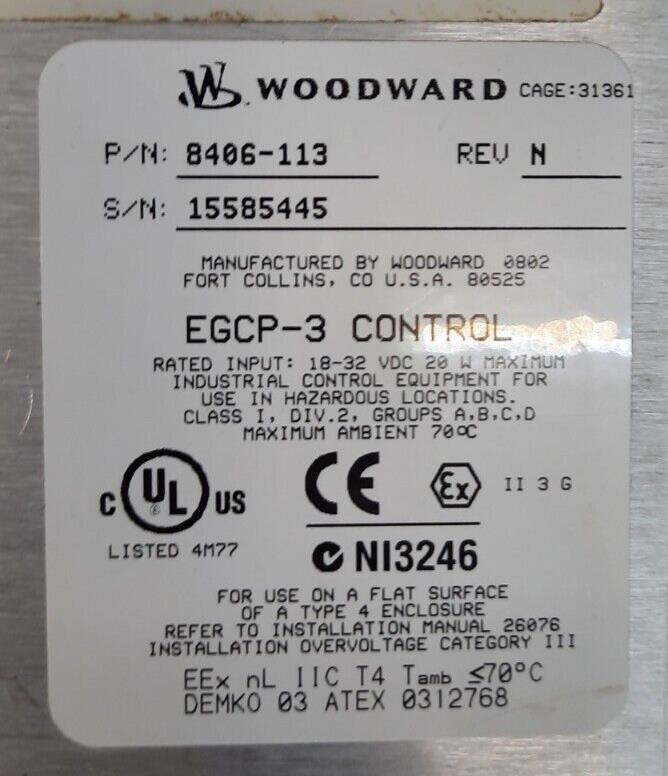 WOODWARD CAGE:31361
P/N: 8406-113 REV N
S/N: 15585445
MANUFACTURED BY WOODWARD 0802
FORT COLLINS, CO U.S.A. 80525
EGCP-3 CONTROL
RATED INPUT: 18-32 VDC 20 W MAXIMUM
INDUSTRIAL CONTROL EQUIPMENT FOR
USE IN HAZARDOUS LOCATIONS.
CLASS I, DIV.2, GROUPS A,B,C,D
MAXIMUM AMBIENT 70°C
C UL US CE Ex II 3 G
LISTED 4M77
NI3246
FOR USE ON A FLAT SURFACE
OF A TYPE 4 ENCLOSURE
REFER TO INSTALLATION MANUAL 26076
INSTALLATION OVERVOLTAGE CATEGORY III
EEx nL IIC T4 Tamb ≤70°C
DEMKO 03 ATEX 0312768